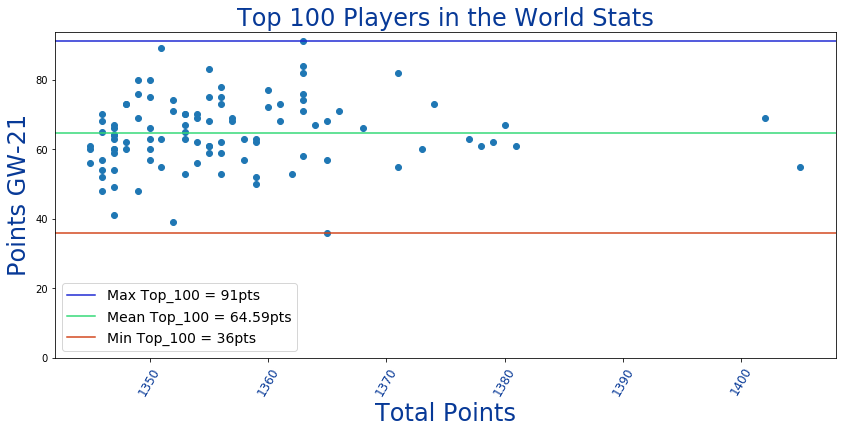 Top 100 Players in the World Stats
Points GW-21
80
60
40
20
0
Max Top_100 = 91pts
Mean Top_100 = 64.59pts
Min Top_100 = 36pts
1350 1360 1370 1380 1390 1400
Total Points